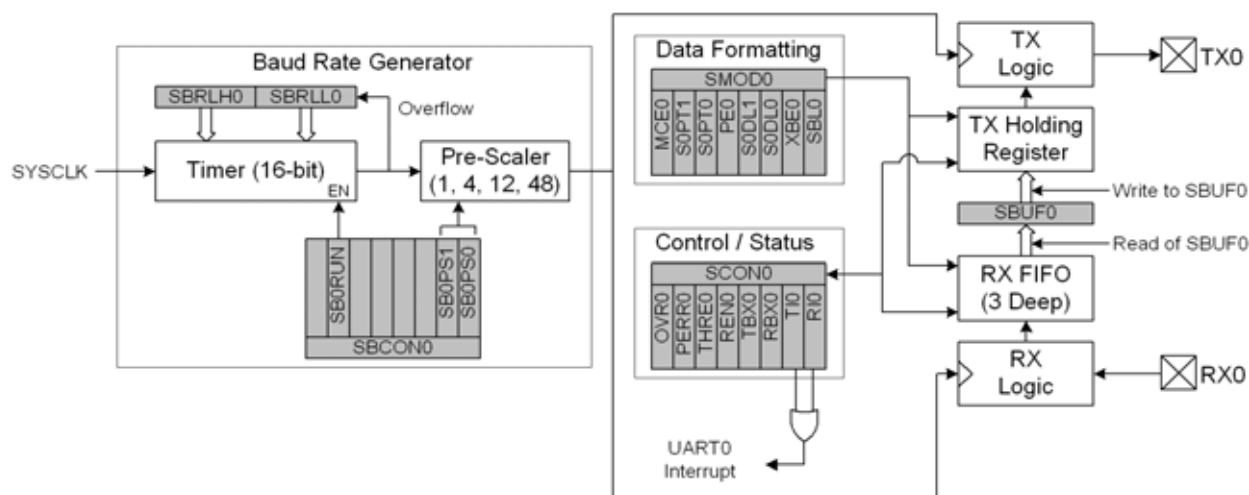 Baud Rate Generator
SBRLH0 SBRLL0
Overflow
SYSCLK
Timer (16-bit)
EN
Pre-Scaler
(1, 4, 12, 48)
SB0RUN
SB0PS1
SB0PS0
SBCON0
Data Formatting
SMOD0
MCE0
S0PT1
S0PT0
PE0
S0DL1
S0DL0
XBE0
SBL0
Control / Status
SCON0
OVR0
PERR0
THRE0
REN0
TBX0
RBX0
TI0
RI0
UART0
Interrupt
TX
Logic
TX0
TX Holding
Register
Write to SBUF0
SBUF0
Read of SBUF0
RX FIFO
(3 Deep)
RX
Logic
RX0